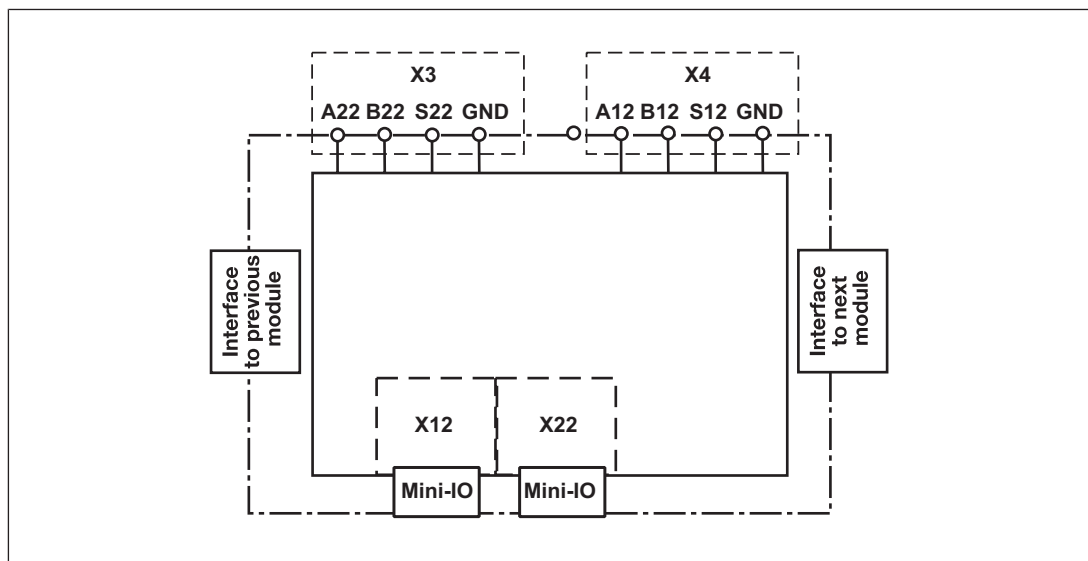 X3
X4
A22 B22 S22 GND
A12 B12 S12 GND
Interface
to previous
module
Interface
to next
module
X12
X22
Mini-IO
Mini-IO